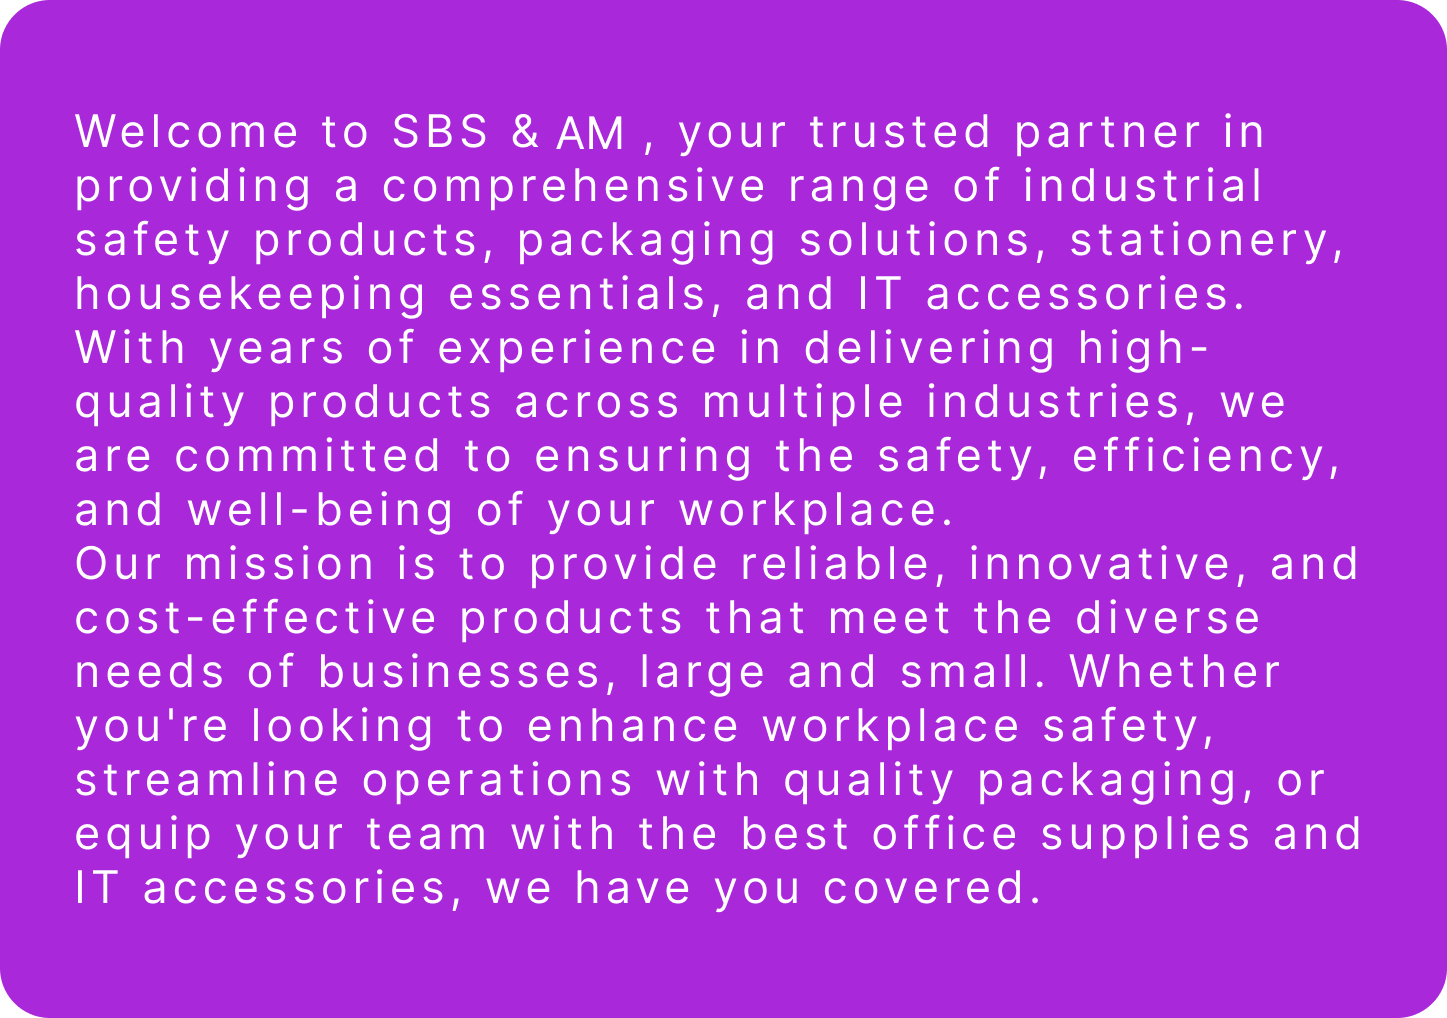 Welcome to SBS & AM , your trusted partner in
providing a comprehensive range of industrial
safety products, packaging solutions, stationery,
housekeeping essentials, and IT accessories.
With years of experience in delivering high-
quality products across multiple industries, we
are committed to ensuring the safety, efficiency,
and well-being of your workplace.
Our mission is to provide reliable, innovative, and
cost-effective products that meet the diverse
needs of businesses, large and small. Whether
you're looking to enhance workplace safety,
streamline operations with quality packaging, or
equip your team with the best office supplies and
IT accessories, we have you covered.